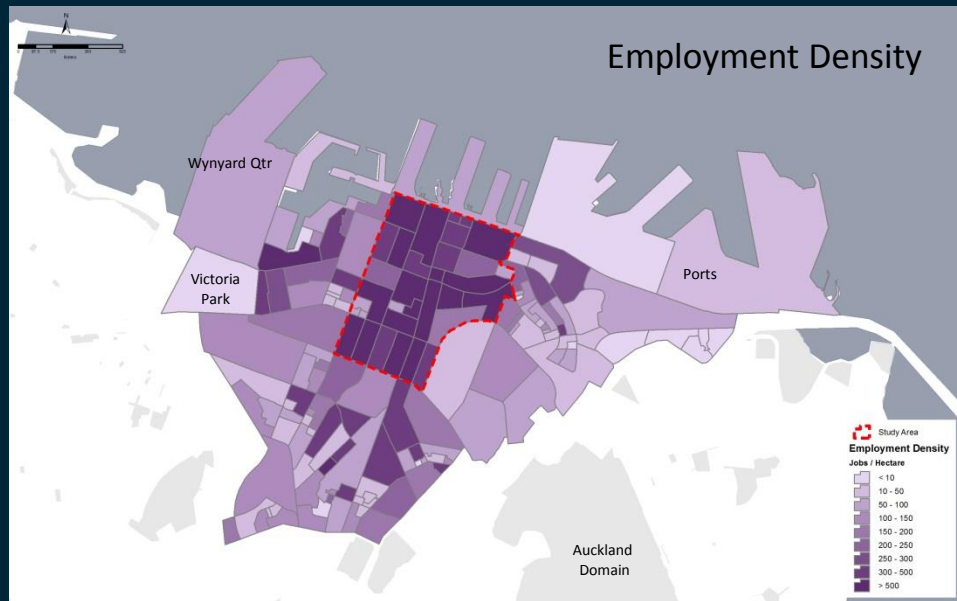 N
Employment Density
Wynyard Qtr
Victoria
Park
Ports
Auckland
Domain
Study Area
Employment Density
Jobs / Hectare
< 10
10 - 50
50 - 100
100 - 150
150 - 200
200 - 250
250 - 300
300 - 500
> 500